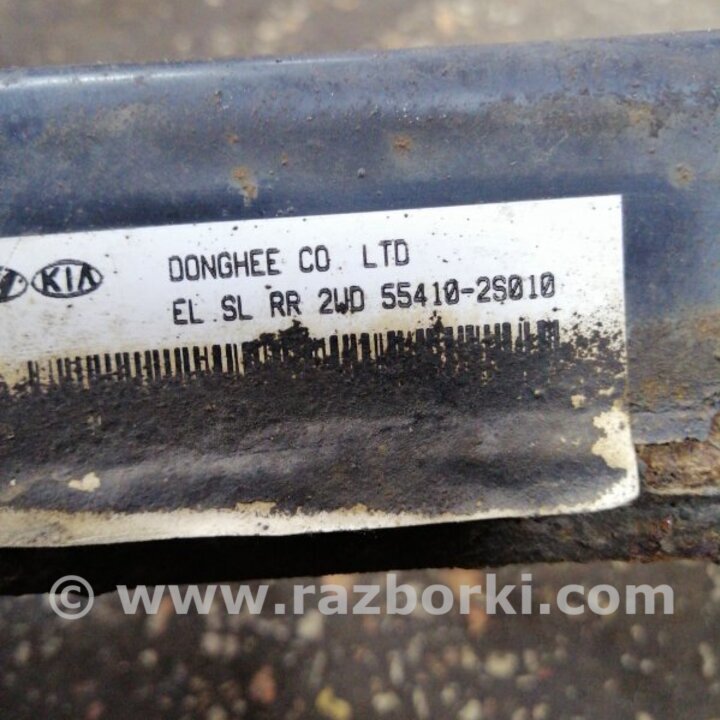 KIA
DONGHEE CO LTD
EL SL RR 2WD 55410-2S010
© www.razborki.com